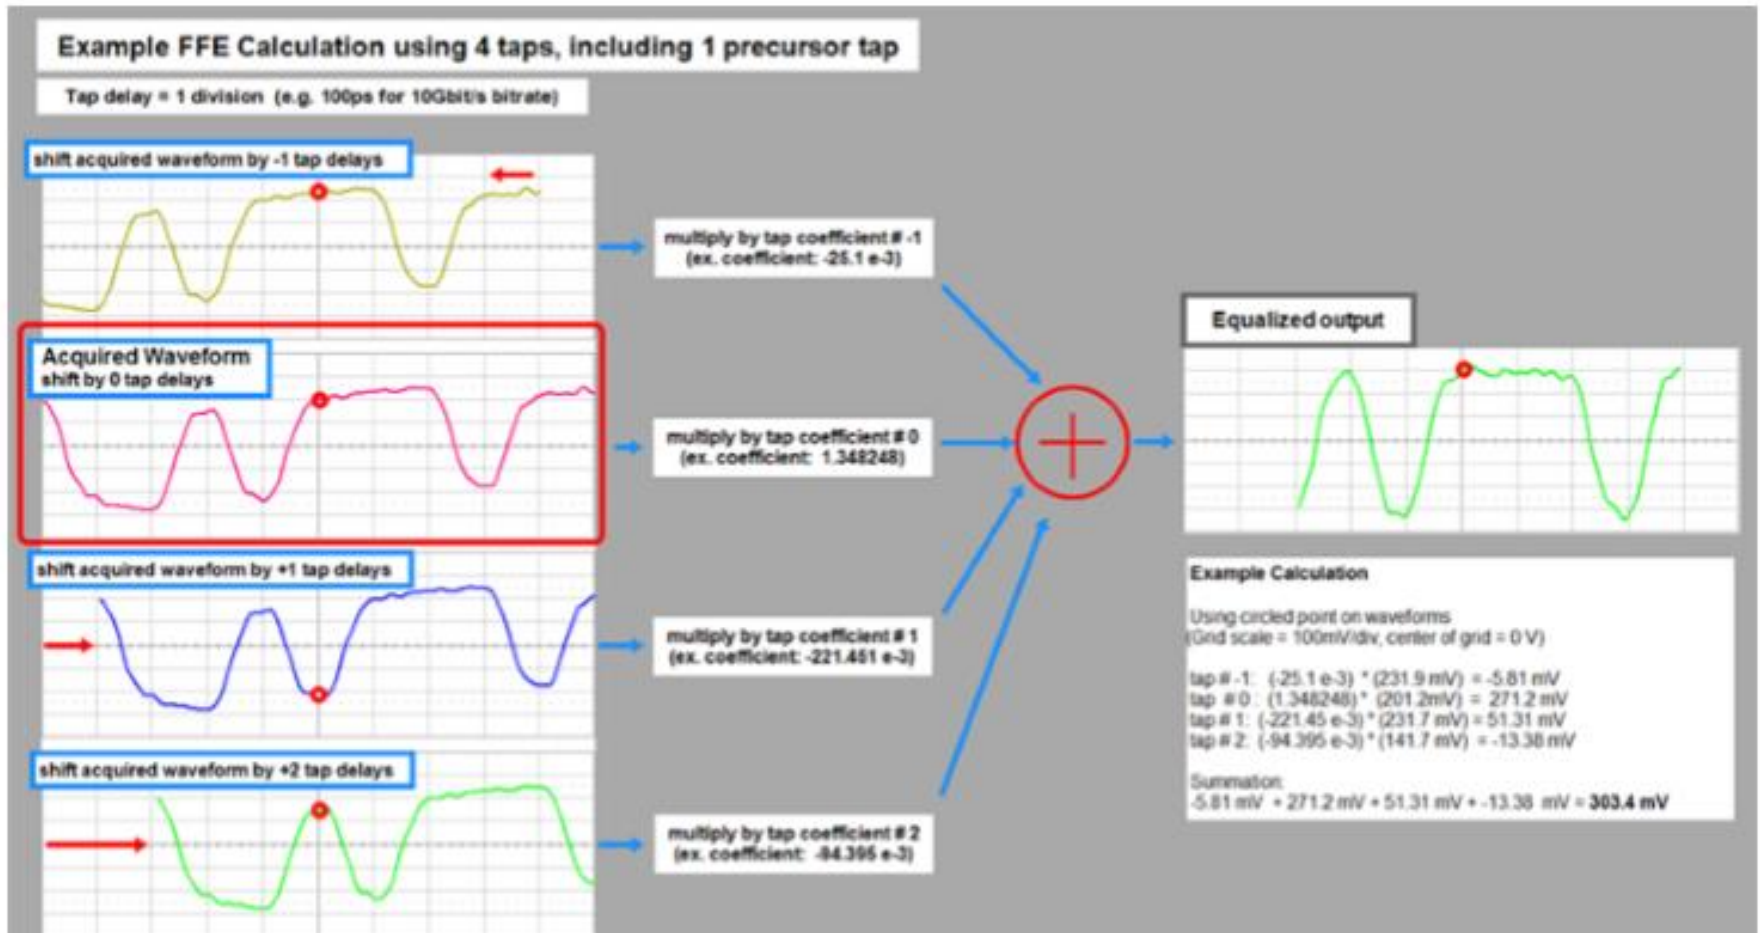 Example FFE Calculation using 4 taps, including 1 precursor tap
Tap delay = 1 division (e.g. 100ps for 10Gbit/s bitrate)
shift acquired waveform by -1 tap delays
multiply by tap coefficient # -1
(ex. coefficient: -25.1 e-3)
Acquired Waveform
shift by 0 tap delays
multiply by tap coefficient # 0
(ex. coefficient: 1.348248)
shift acquired waveform by +1 tap delays
multiply by tap coefficient # 1
(ex. coefficient: -221.451 e-3)
shift acquired waveform by +2 tap delays
multiply by tap coefficient # 2
(ex. coefficient: -94.395 e-3)
Equalized output
Example Calculation
Using circled point on waveforms
(Grid scale = 100mV/div, center of grid = 0 V)
tap # -1: (-25.1 e-3) * (231.9 mV) = -5.81 mV
tap # 0 : (1.348248) * (201.2mV) = 271.2 mV
tap # 1: (-221.45 e-3) * (231.7 mV) = 51.31 mV
tap # 2: (-94.395 e-3) * (141.7 mV) = -13.38 mV
Summation:
-5.81 mV + 271.2 mV + 51.31 mV + -13.38 mV = 303.4 mV